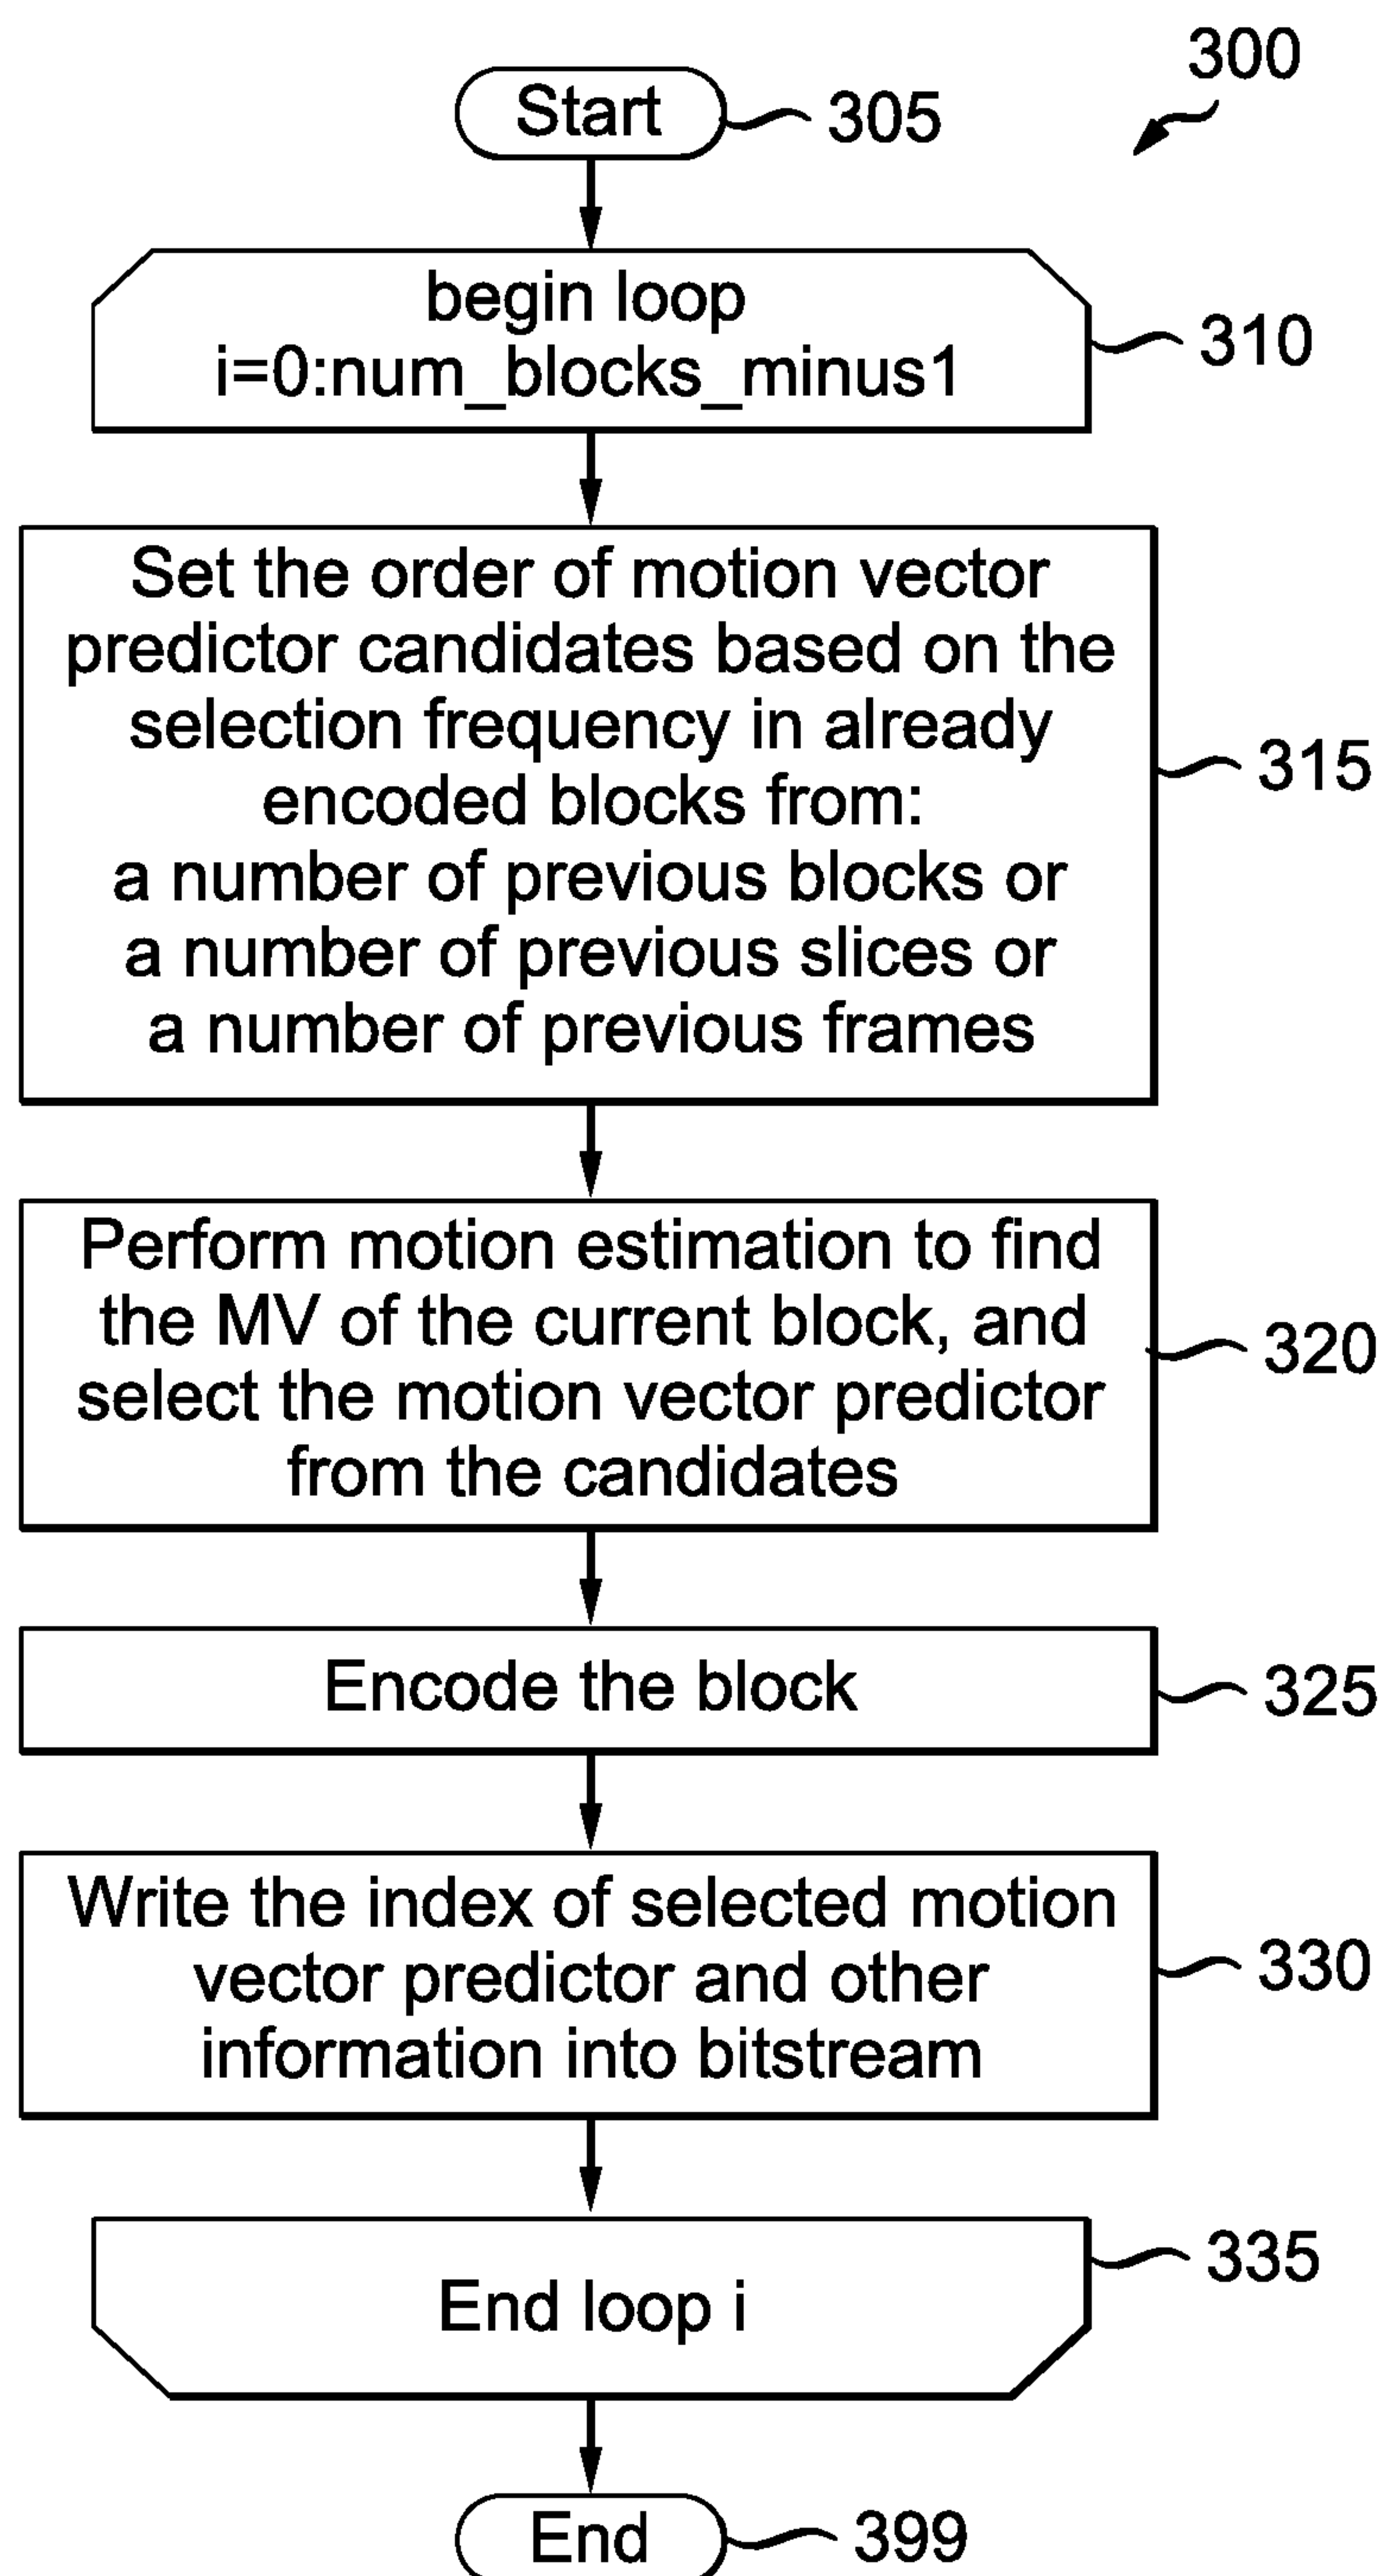 300
Start
305
begin loop
i=0:num_blocks_minus1
310
Set the order of motion vector
predictor candidates based on the
selection frequency in already
encoded blocks from:
a number of previous blocks or
a number of previous slices or
a number of previous frames
315
Perform motion estimation to find
the MV of the current block, and
select the motion vector predictor
from the candidates
320
Encode the block
325
Write the index of selected motion
vector predictor and other
information into bitstream
330
End loop i
335
End
399